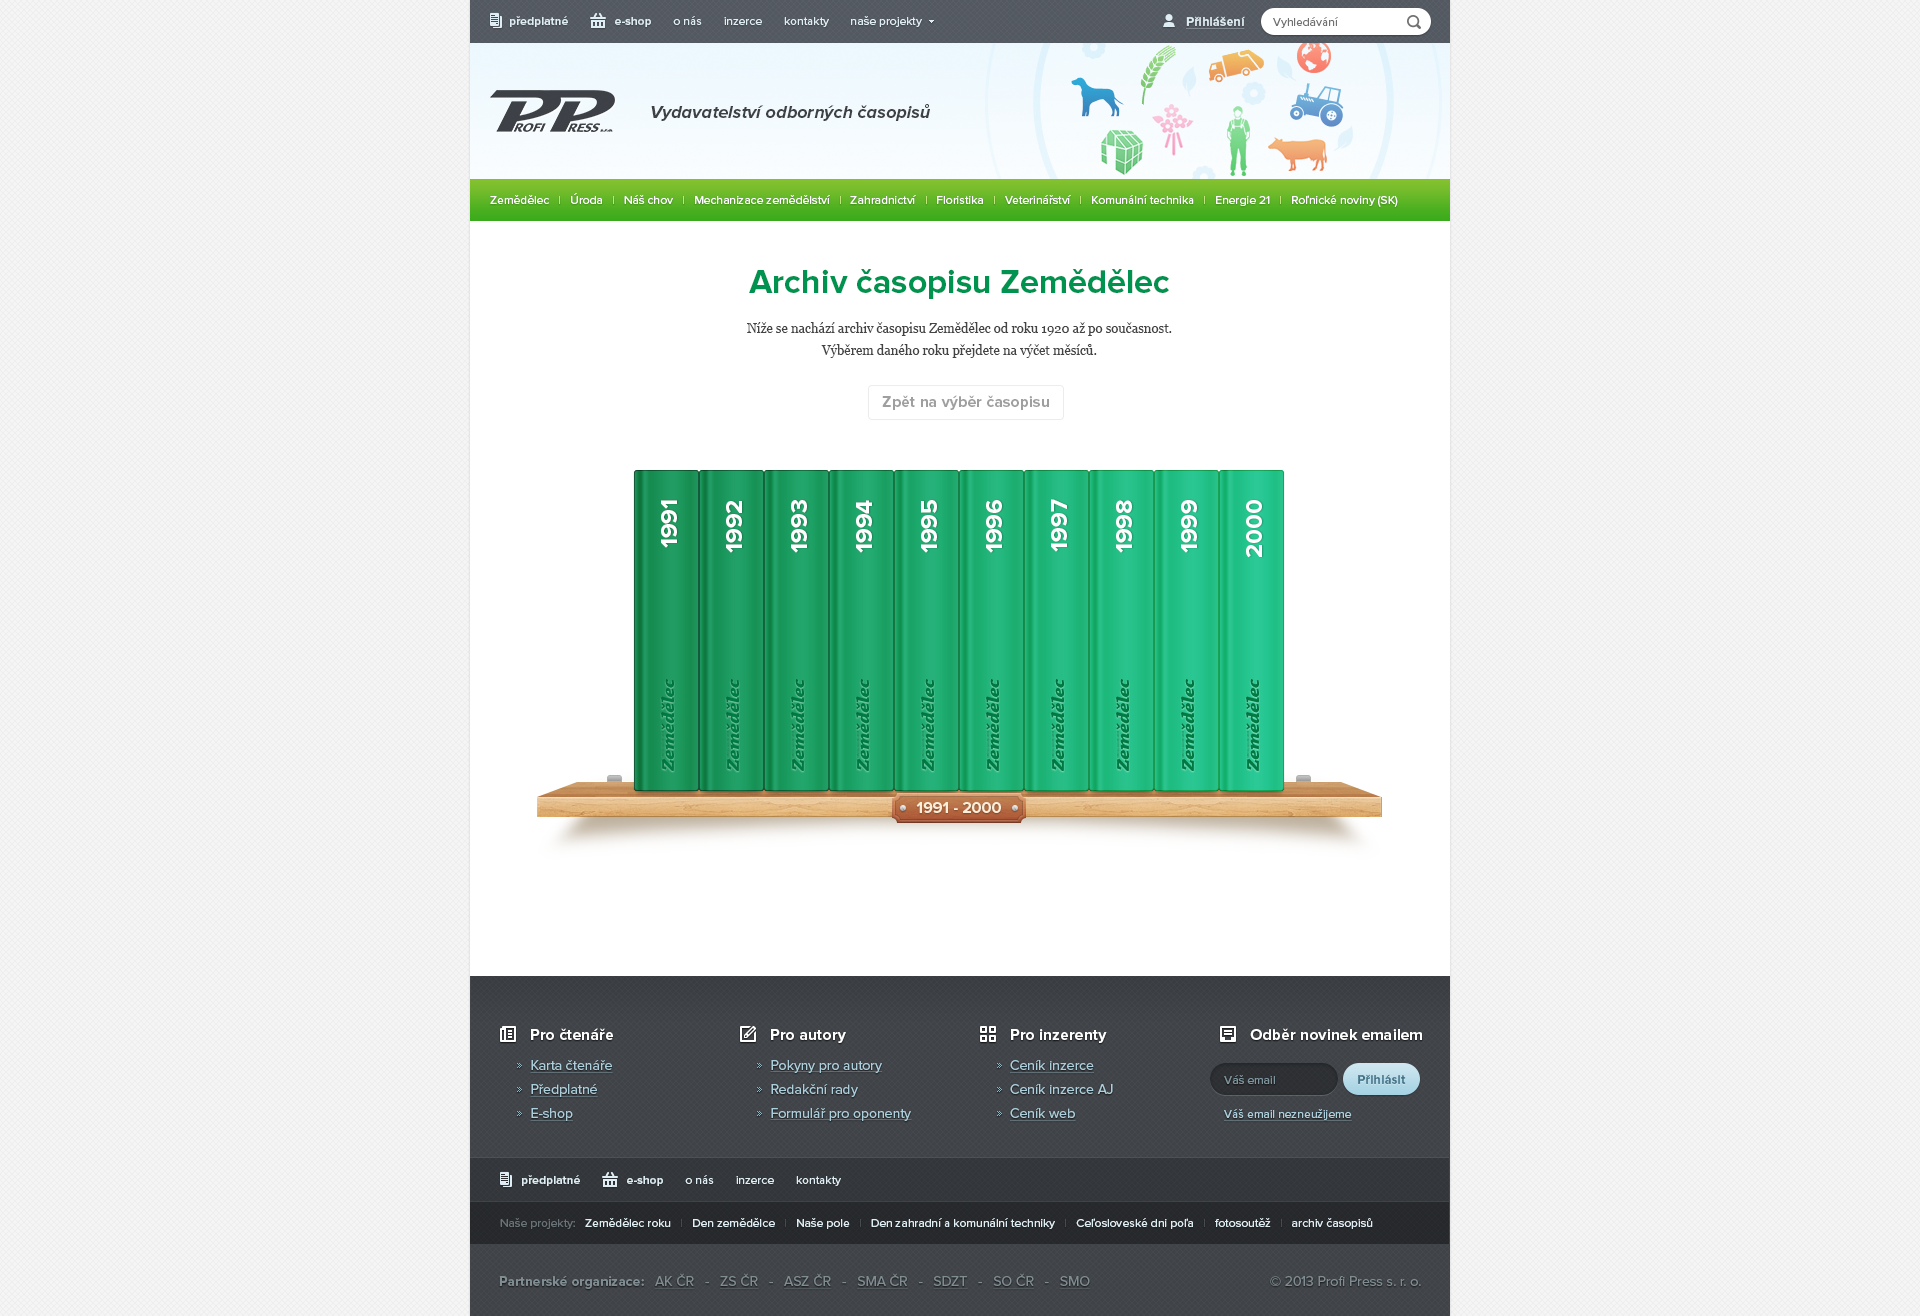 předplatné e-shop o nás inzerce kontakty naše projekty Přihlášení Vyhledávání
PROFI PRESS s.r.o. Vydavatelství odborných časopisů
Zemědělec Úroda Náš chov Mechanizace zemědělství Zahradnictví Floristika Veterinářství Komunální technika Energie 21 Roľnické noviny (SK)
Archiv časopisu Zemědělec
Níže se nachází archiv časopisu Zemědělec od roku 1920 až po současnost.
Výběrem daného roku přejdete na výčet měsíců.
Zpět na výběr časopisu
1991 1992 1993 1994 1995 1996 1997 1998 1999 2000
Zemědělec Zemědělec Zemědělec Zemědělec Zemědělec Zemědělec Zemědělec Zemědělec Zemědělec Zemědělec
1991 - 2000
Pro čtenáře Pro autory Pro inzerenty Odběr novinek emailem
Karta čtenáře Pokyny pro autory Ceník inzerce
Váš email Přihlásit
Předplatné Redakční rady Ceník inzerce AJ
E-shop Formulář pro oponenty Ceník web Váš email nezneužijeme
předplatné e-shop o nás inzerce kontakty
Naše projekty: Zemědělec roku Den zemědělce Naše pole Den zahradní a komunální techniky Ceľosloveské dni poľa fotosoutěž archiv časopisů
Partnerské organizace: AK ČR - ZS ČR - ASZ ČR - SMA ČR - SDZT - SO ČR - SMO © 2013 Profi Press s. r. o.